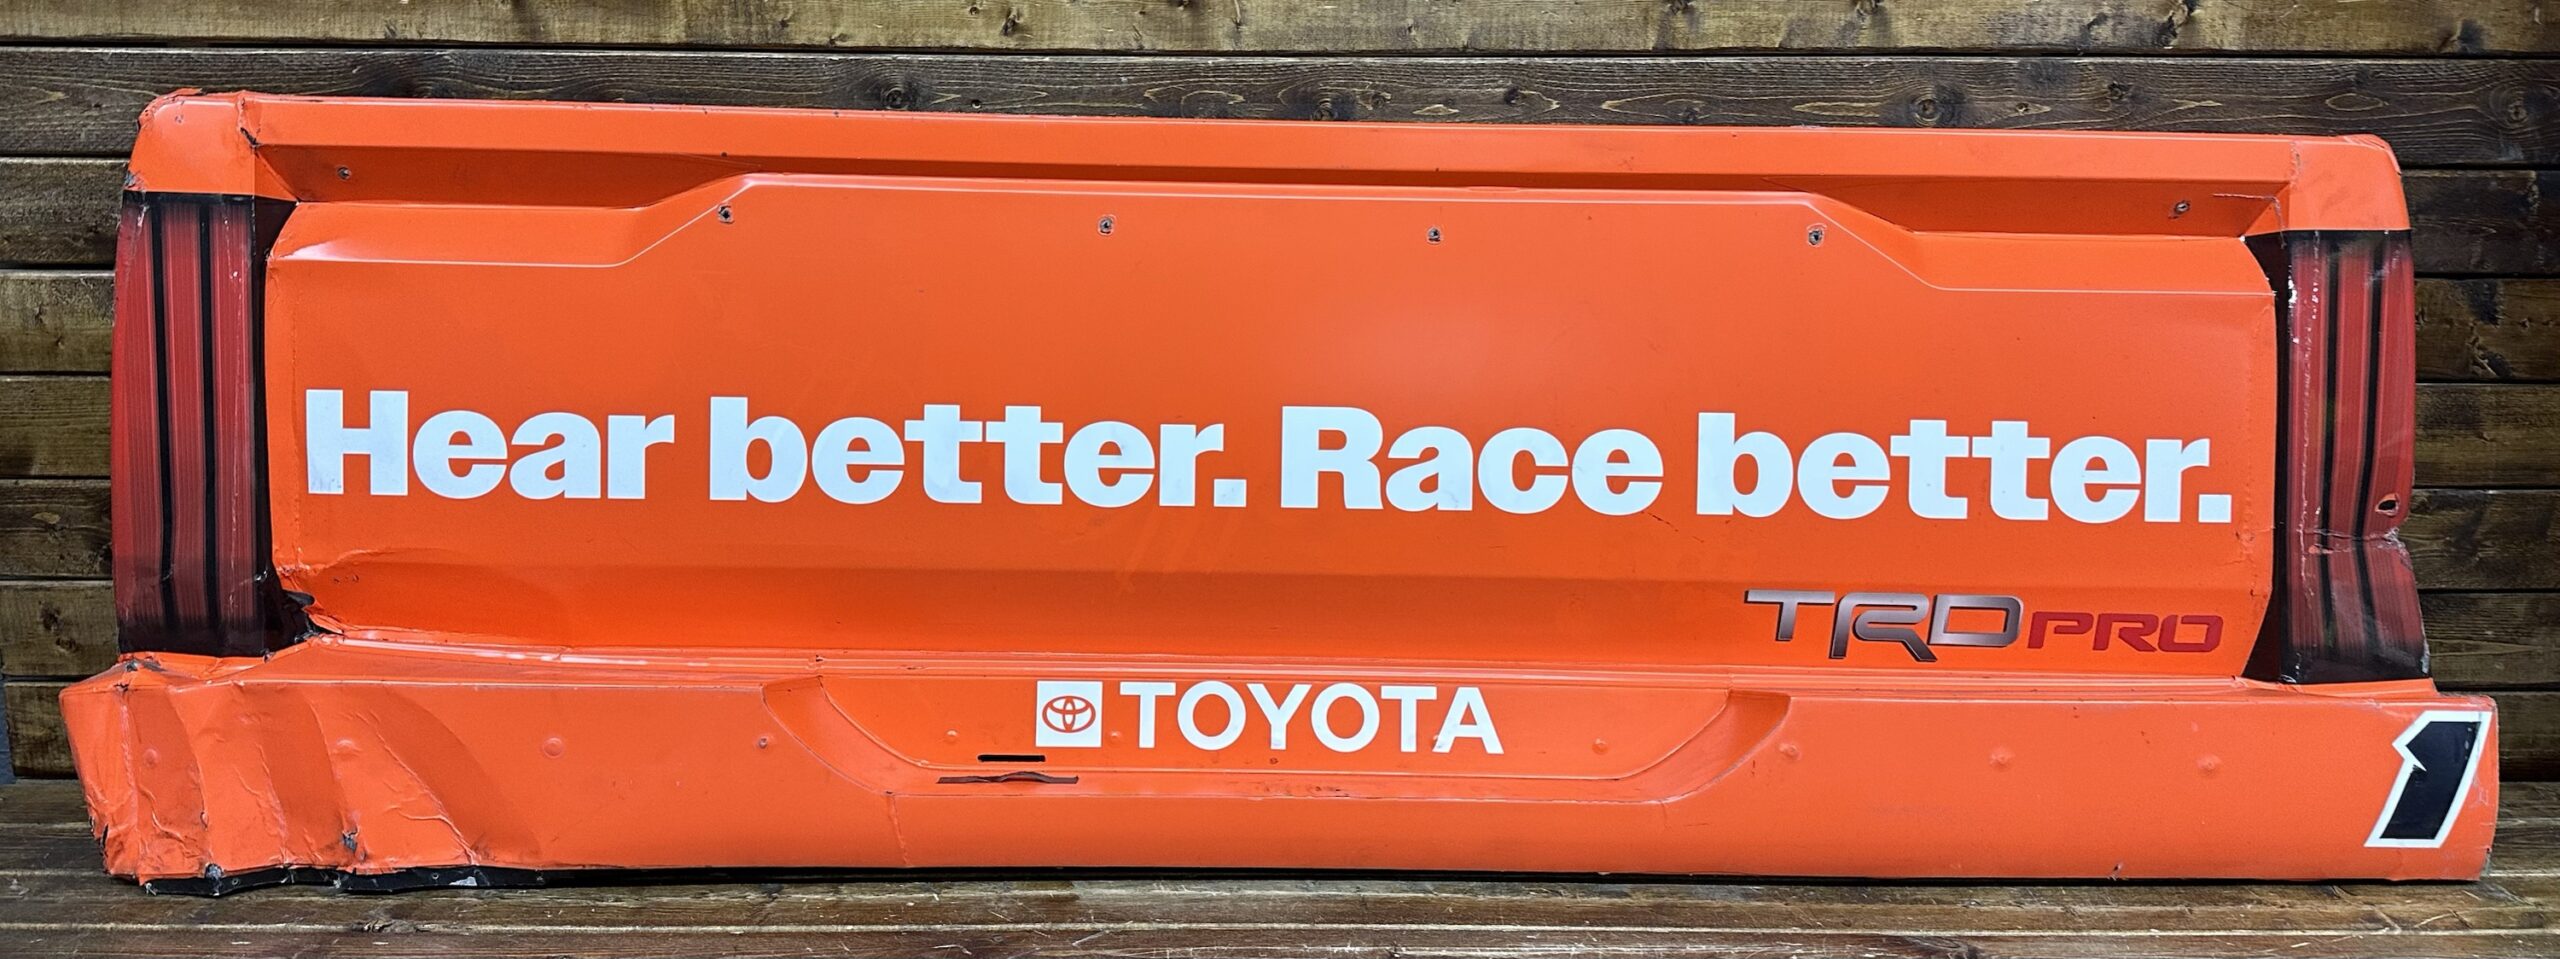 Hear better. Race better.
TRD PRO
TOYOTA
1